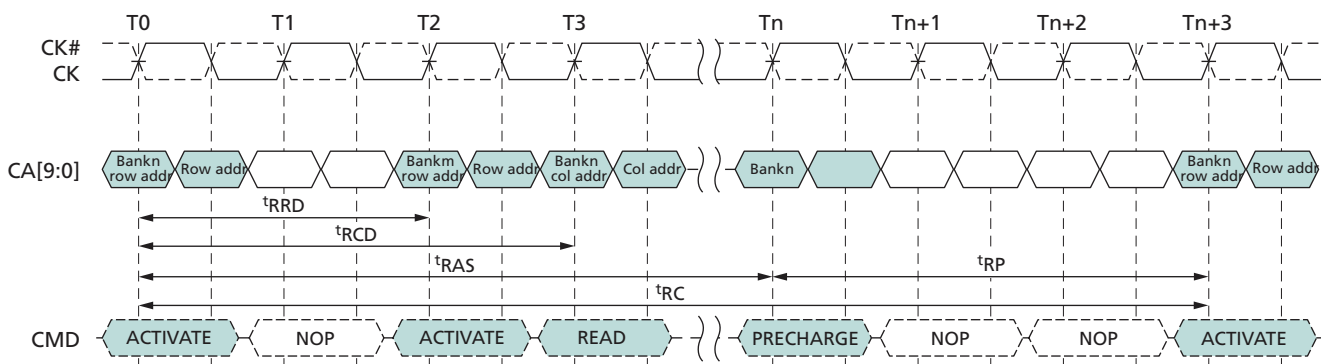 T0 T1 T2 T3 Tn Tn+1 Tn+2 Tn+3
CK#
CK
CA[9:0]
Bankn row addr
Row addr
Bankm row addr
Row addr
Bankn col addr
Col addr
Bankn
Bankn row addr
Row addr
tRRD
tRCD
tRAS tRP
tRC
CMD ACTIVATE NOP ACTIVATE READ PRECHARGE NOP NOP ACTIVATE